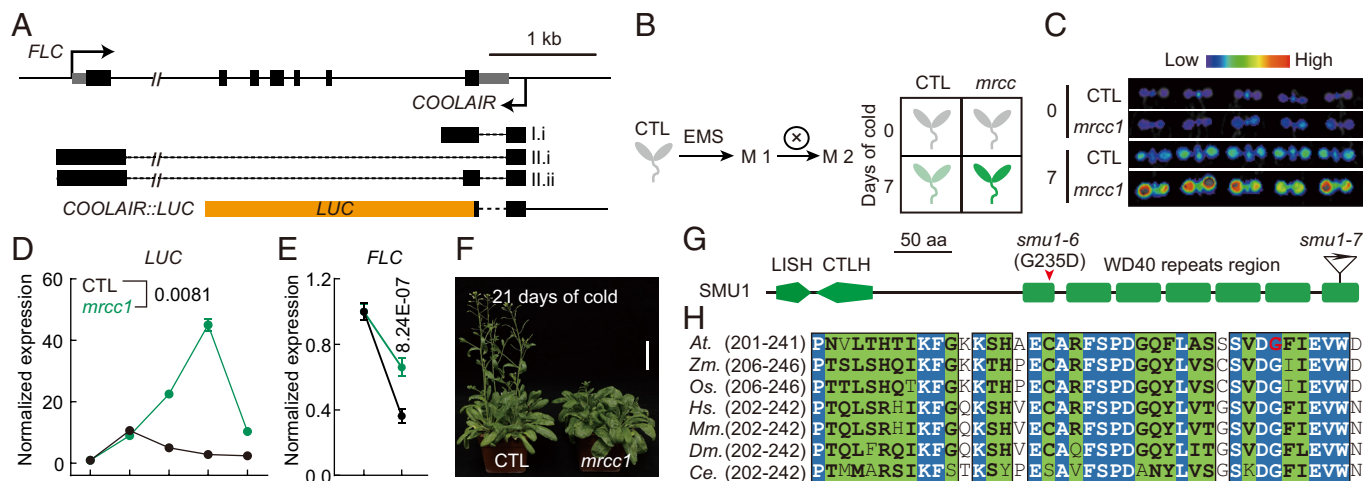 A
FLC
1 kb
COOLAIR
I.i
II.i
II.ii
COOLAIR::LUC
LUC
B
CTL
EMS
M 1
M 2
CTL mrcc
Days of cold
0
7
C
Low High
0
CTL
mrcc1
7
CTL
mrcc1
D
LUC
Normalized expression
60
40
20
0
CTL
mrcc1
0.0081
E
FLC
Normalized expression
1.2
0.8
0.4
0.0
8.24E-07
F
21 days of cold
CTL
mrcc1
G
50 aa
smu1-6
(G235D)
smu1-7
LISH CTLH
WD40 repeats region
SMU1
H
At. (201-241) PNVLTHTIKFGKKSHAECARFSPDGQFLASSSVDGFIEVWD
Zm. (206-246) PTSLSHQIKFGKKSHPECARFSPDGQYLVSCSVDGIIEVWD
Os. (206-246) PTTLSHQTKFGKKTHPECARFSPDGQYLVSCSVDGIIEVWD
Hs. (202-242) PTQLSRHIKFGQKSHVECARFSPDGQYLVTGSVDGFIEVWN
Mm. (202-242) PTQLSRHIKFGQKSHVECARFSPDGQYLVTGSVDGFIEVWN
Dm. (202-242) PTQLFRQIKFGQKSHVECAQFSPDGQYLITGSVDGFLEVWN
Ce. (202-242) PTMMARSIKFSTKSYPESAVFSPDANYLVSGSKDGFIEVWN